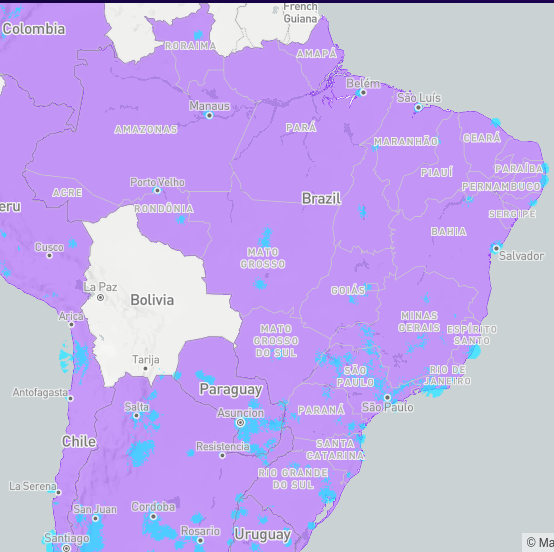 French
Guiana
Colombia
RORAIMA
AMAPÁ
Belém
São Luís
Manaus
AMAZONAS
PARÁ
MARANHÃO
CEARÁ
PIAUÍ
PARAÍBA
PERNAMBUCO
ACRE
Porto Velho
RONDÔNIA
Brazil
eru
SERGIPE
BAHIA
Cusco
MATO
GROSSO
Salvador
La Paz
Bolivia
GOIÁS
Arica
MINAS
GERAIS
ESPÍRITO
SANTO
MATO
GROSSO
DO SUL
Tarija
SÃO
PAULO
RIO DE
JANEIRO
Antofagasta
Paraguay
Salta
Asuncion
PARANÁ
São Paulo
Chile
Resistencia
SANTA
CATARINA
RIO GRANDE
DO SUL
La Serena
San Juan
Cordoba
Rosario
Uruguay
Santiago
© Ma